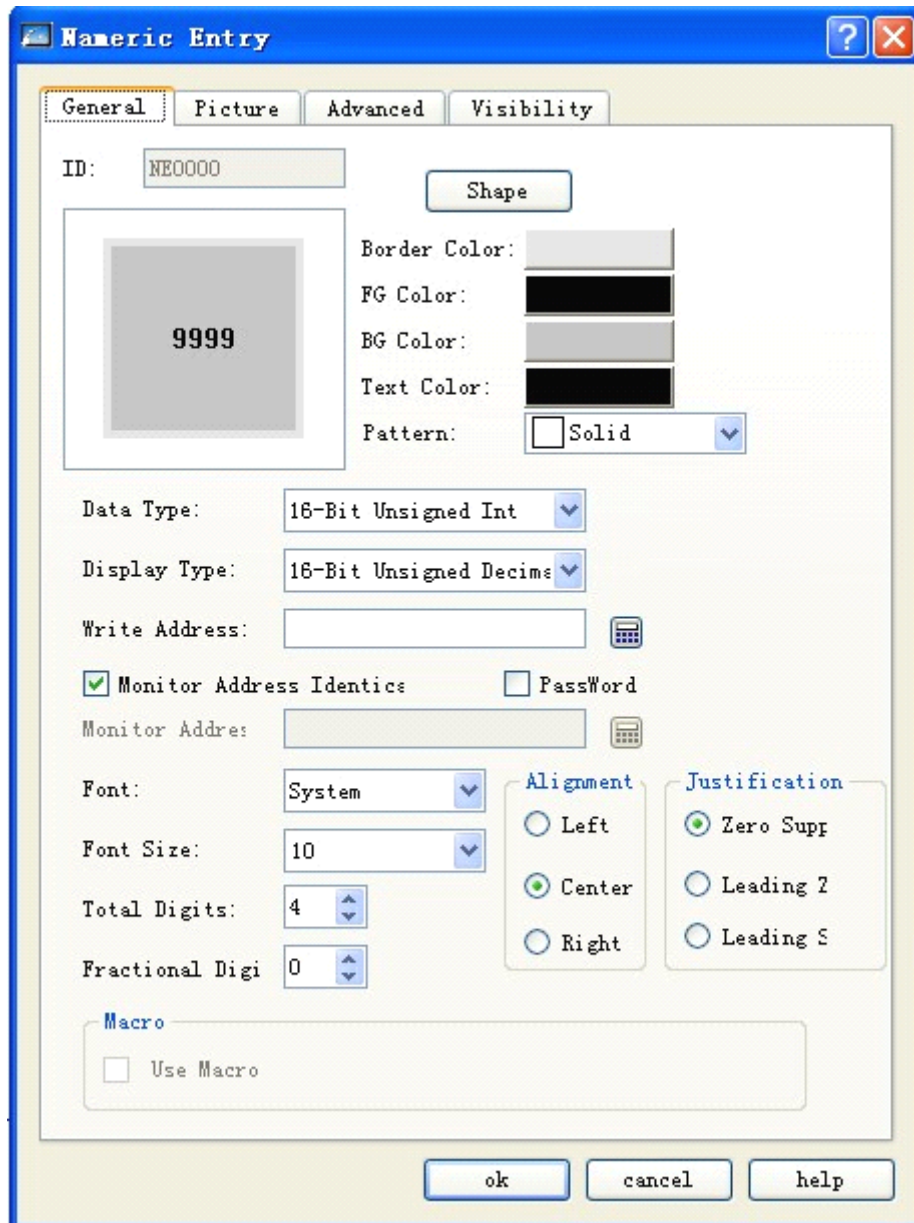 Nameric Entry
General Picture Advanced Visibility
ID: NE0000
Shape
9999
Border Color:
FG Color:
BG Color:
Text Color:
Pattern: Solid
Data Type: 16-Bit Unsigned Int
Display Type: 16-Bit Unsigned Decima
Write Address:
Monitor Address Identica PassWord
Monitor Addres
Font: System
Font Size: 10
Total Digits: 4
Fractional Digi 0
Alignment
Left
Center
Right
Justification
Zero Supp
Leading Z
Leading S
Macro
Use Macro
ok cancel help